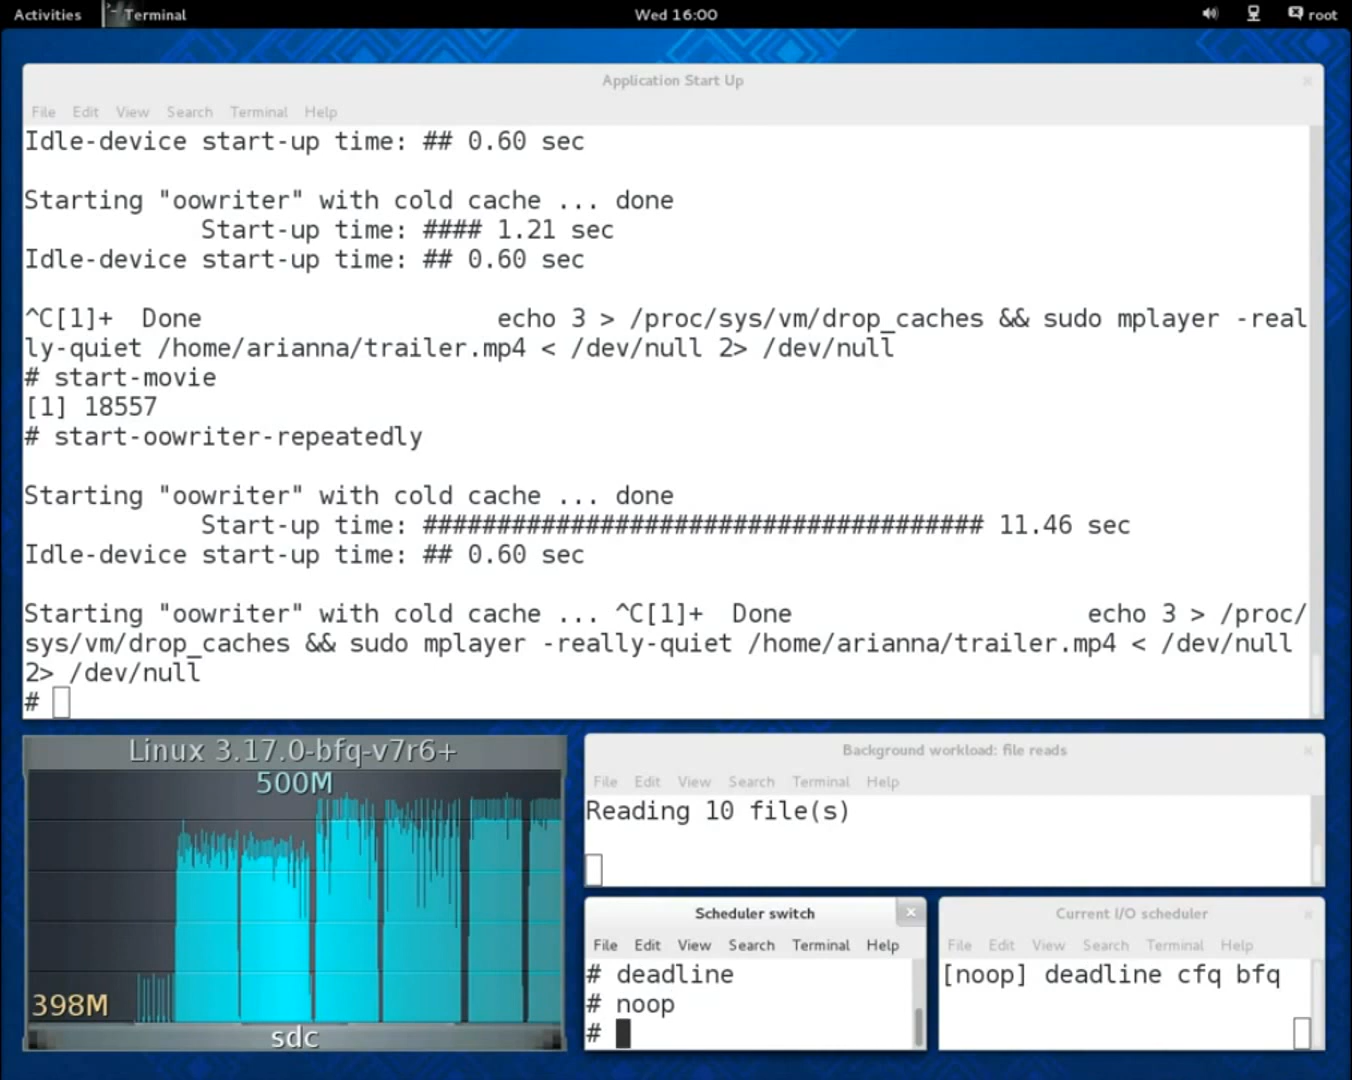 Activities Terminal Wed 16:00 root
Application Start Up
File Edit View Search Terminal Help
Idle-device start-up time: ## 0.60 sec
Starting "oowriter" with cold cache ... done
Start-up time: #### 1.21 sec
Idle-device start-up time: ## 0.60 sec
^C[1]+  Done                    echo 3 > /proc/sys/vm/drop_caches && sudo mplayer -real
ly-quiet /home/arianna/trailer.mp4 < /dev/null 2> /dev/null
# start-movie
[1] 18557
# start-oowriter-repeatedly
Starting "oowriter" with cold cache ... done
Start-up time: ###################################### 11.46 sec
Idle-device start-up time: ## 0.60 sec
Starting "oowriter" with cold cache ... ^C[1]+  Done                    echo 3 > /proc/
sys/vm/drop_caches && sudo mplayer -really-quiet /home/arianna/trailer.mp4 < /dev/null
2> /dev/null
#
Linux 3.17.0-bfq-v7r6+
500M
398M
sdc
Background workload: file reads
File Edit View Search Terminal Help
Reading 10 file(s)
Scheduler switch
File Edit View Search Terminal Help
# deadline
# noop
#
Current I/O scheduler
File Edit View Search Terminal Help
[noop] deadline cfq bfq